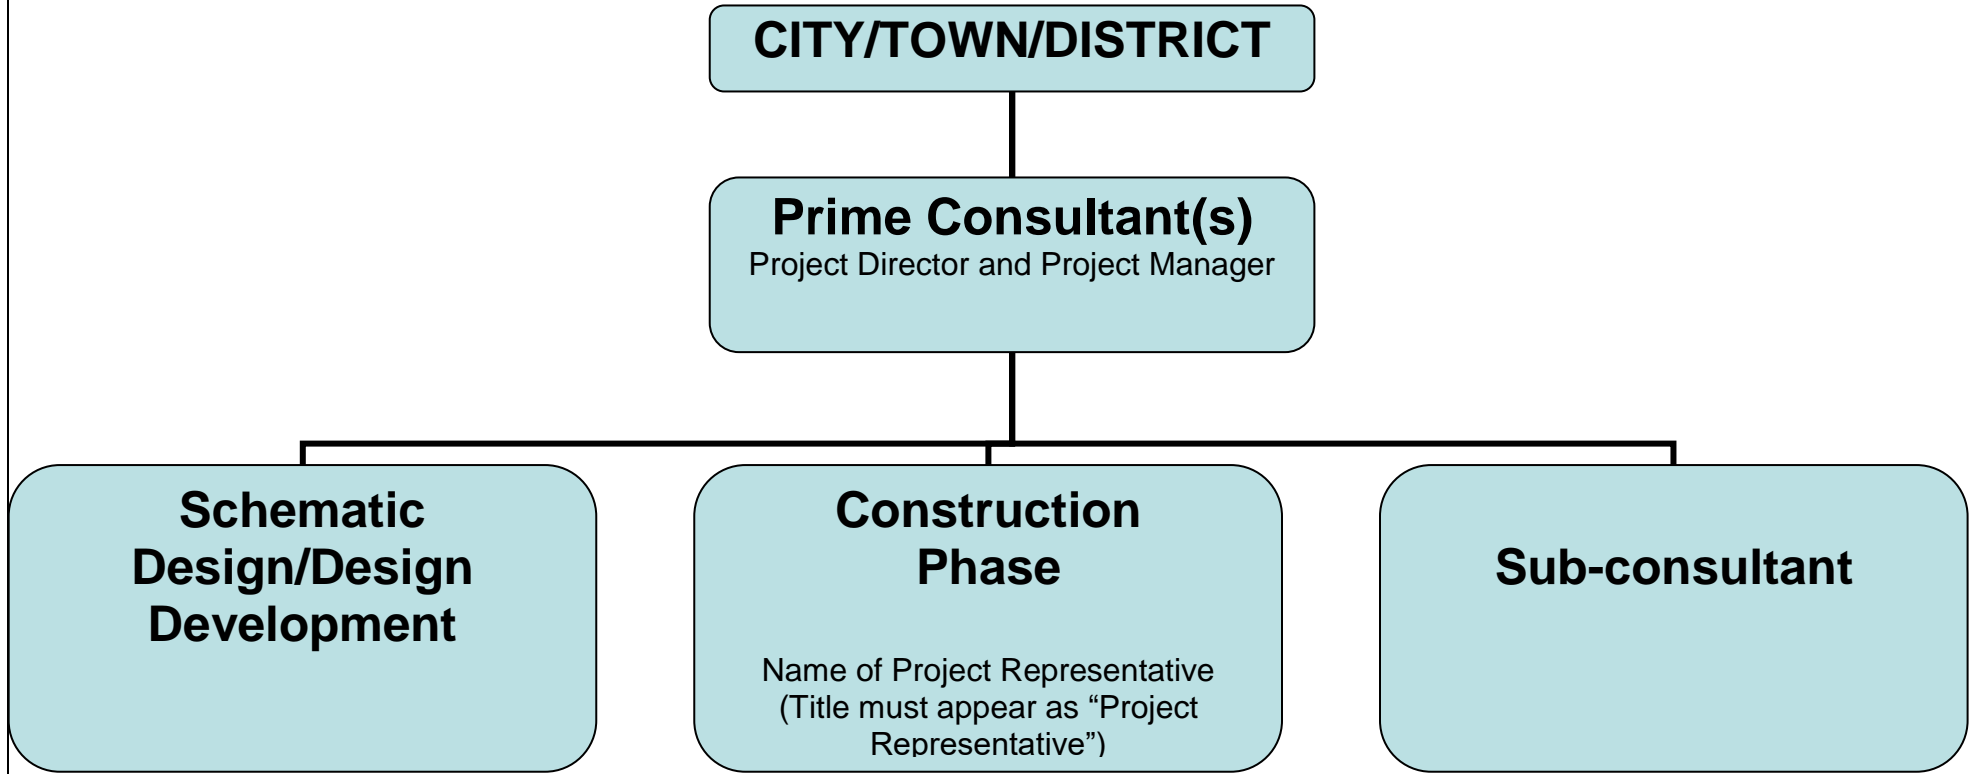 CITY/TOWN/DISTRICT
Prime Consultant(s)
Project Director and Project Manager
Schematic
Design/Design
Development
Construction
Phase
Name of Project Representative
(Title must appear as “Project
Representative”)
Sub-consultant